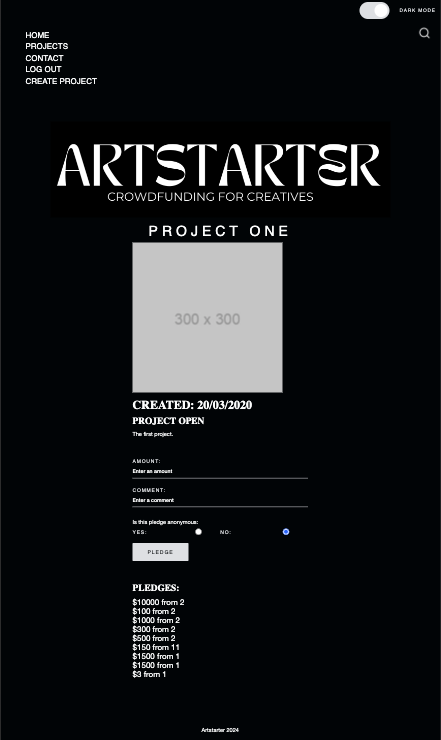 DARK MODE
HOME
PROJECTS
CONTACT
LOG OUT
CREATE PROJECT
ARTSTARTER
CROWDFUNDING FOR CREATIVES
PROJECT ONE
300 x 300
CREATED: 20/03/2020
PROJECT OPEN
The first project.
AMOUNT:
Enter an amount
COMMENT:
Enter a comment
Is this pledge anonymous:
YES: NO:
PLEDGE
PLEDGES:
$10000 from 2
$100 from 2
$1000 from 2
$300 from 2
$500 from 2
$150 from 11
$1500 from 1
$1500 from 1
$3 from 1
Artstarter 2024